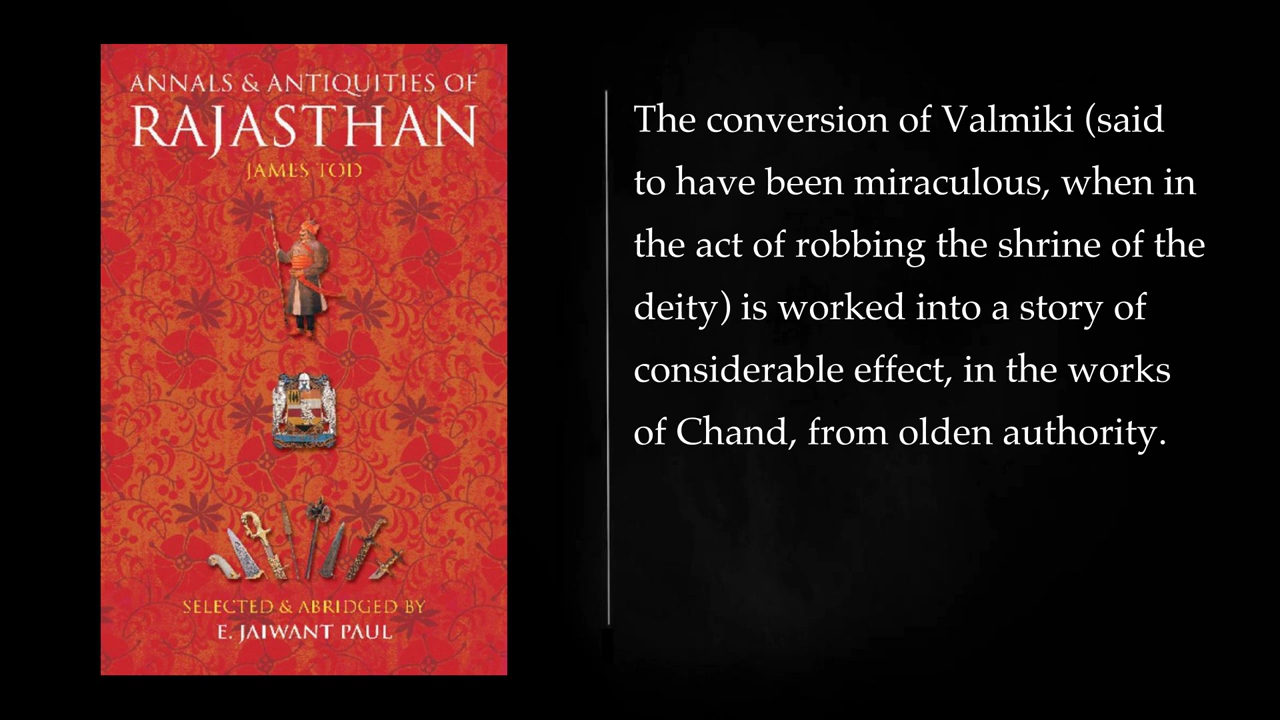 ANNALS & ANTIQUITIES OF
RAJASTHAN
JAMES TOD
SELECTED & ABRIDGED BY
E. JAIWANT PAUL
The conversion of Valmiki (said
to have been miraculous, when in
the act of robbing the shrine of the
deity) is worked into a story of
considerable effect, in the works
of Chand, from olden authority.